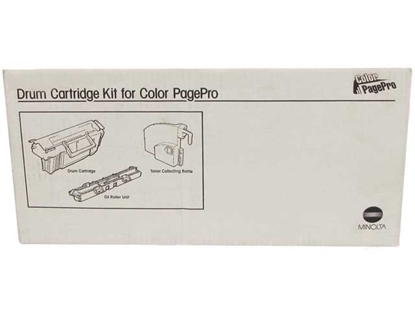 Drum Cartridge Kit for Color PagePro
Color
PagePro
Drum Cartridge
Toner Collecting Bottle
Oil Roller Unit
MINOLTA